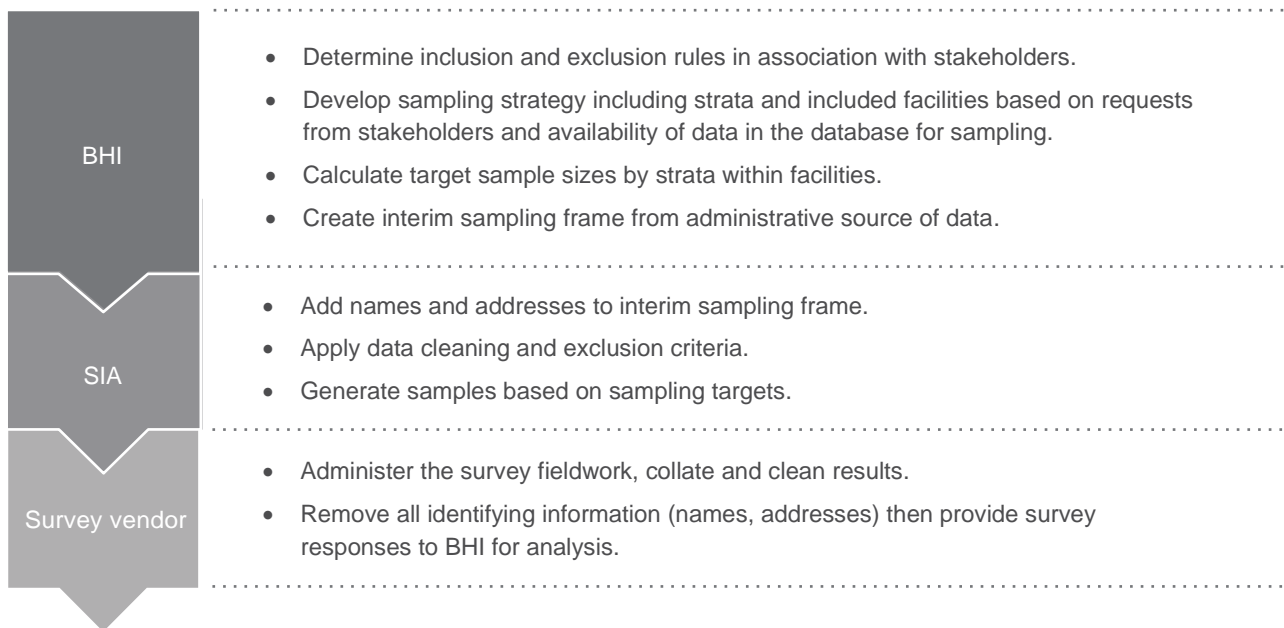 BHI
• Determine inclusion and exclusion rules in association with stakeholders.
• Develop sampling strategy including strata and included facilities based on requests
from stakeholders and availability of data in the database for sampling.
• Calculate target sample sizes by strata within facilities.
• Create interim sampling frame from administrative source of data.
SIA
• Add names and addresses to interim sampling frame.
• Apply data cleaning and exclusion criteria.
• Generate samples based on sampling targets.
Survey vendor
• Administer the survey fieldwork, collate and clean results.
• Remove all identifying information (names, addresses) then provide survey
responses to BHI for analysis.